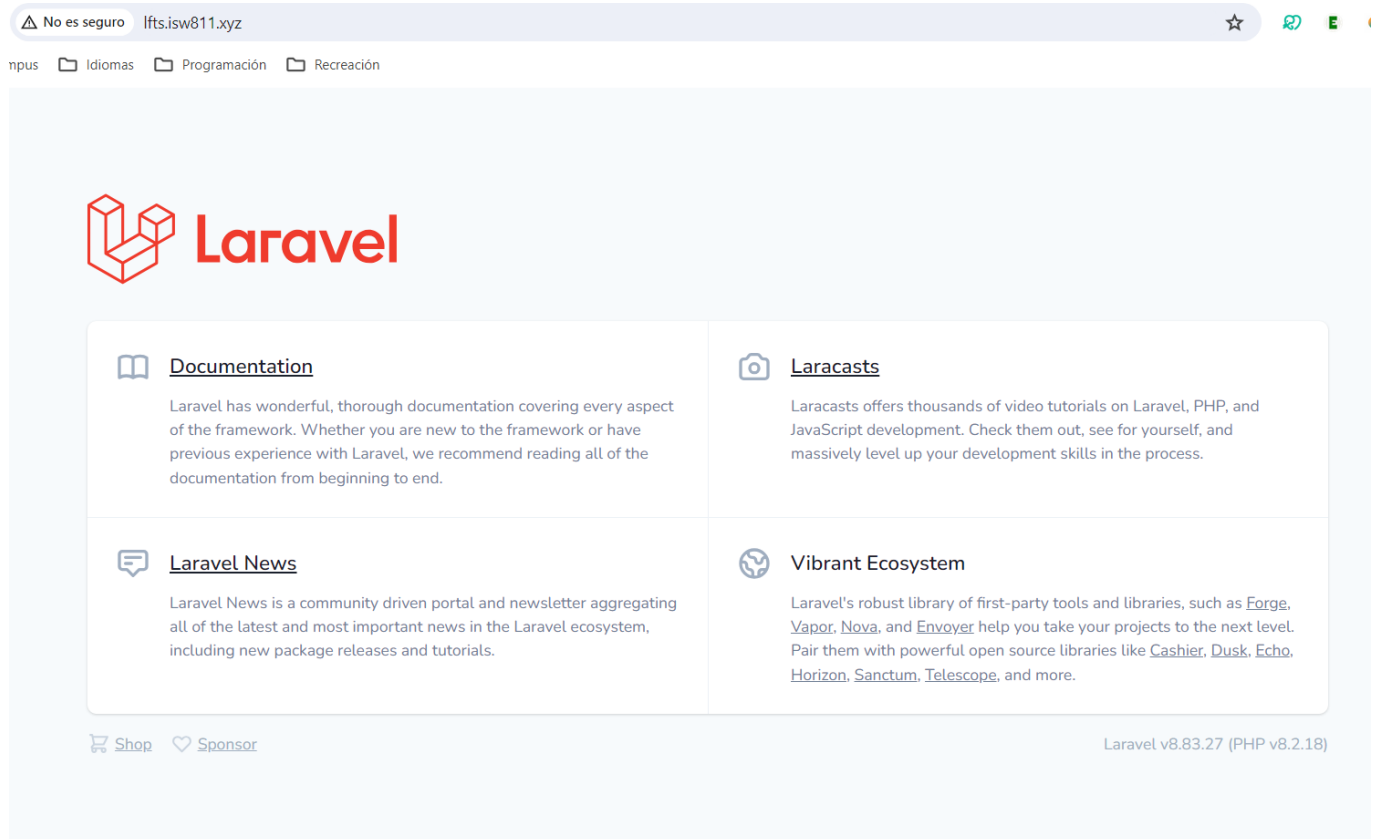 No es seguro lfts.isw811.xyz
Idiomas Programación Recreación
Laravel
Documentation
Laravel has wonderful, thorough documentation covering every aspect
of the framework. Whether you are new to the framework or have
previous experience with Laravel, we recommend reading all of the
documentation from beginning to end.
Laracasts
Laracasts offers thousands of video tutorials on Laravel, PHP, and
JavaScript development. Check them out, see for yourself, and
massively level up your development skills in the process.
Laravel News
Laravel News is a community driven portal and newsletter aggregating
all of the latest and most important news in the Laravel ecosystem,
including new package releases and tutorials.
Vibrant Ecosystem
Laravel's robust library of first-party tools and libraries, such as Forge,
Vapor, Nova, and Envoyer help you take your projects to the next level.
Pair them with powerful open source libraries like Cashier, Dusk, Echo,
Horizon, Sanctum, Telescope, and more.
Shop Sponsor
Laravel v8.83.27 (PHP v8.2.18)